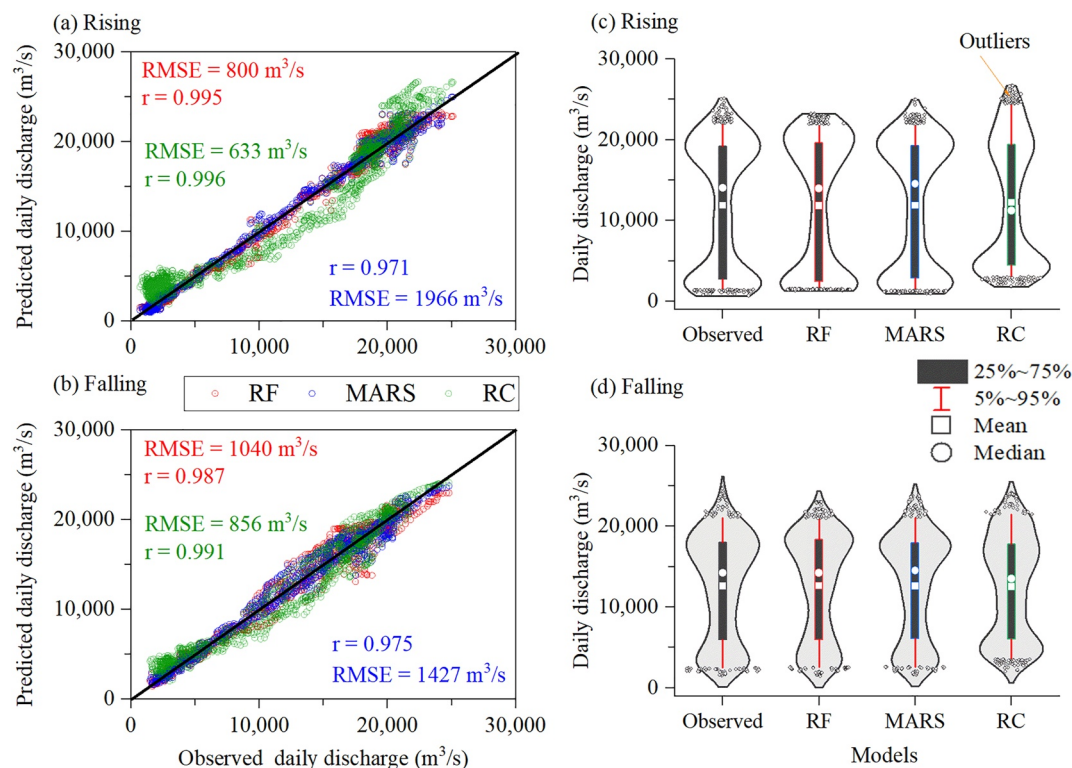 (a) Rising
Predicted daily discharge (m³/s)
30,000
20,000
10,000
0
RMSE = 800 m³/s
r = 0.995
RMSE = 633 m³/s
r = 0.996
r = 0.971
RMSE = 1966 m³/s
0 10,000 20,000 30,000
(b) Falling
RF MARS RC
Predicted daily discharge (m³/s)
30,000
20,000
10,000
0
RMSE = 1040 m³/s
r = 0.987
RMSE = 856 m³/s
r = 0.991
r = 0.975
RMSE = 1427 m³/s
0 10,000 20,000 30,000
Observed daily discharge (m³/s)
(c) Rising
Outliers
Daily discharge (m³/s)
30,000
20,000
10,000
0
Observed RF MARS RC
(d) Falling
25%~75%
5%~95%
Mean
Median
Daily discharge (m³/s)
30,000
20,000
10,000
0
Observed RF MARS RC
Models